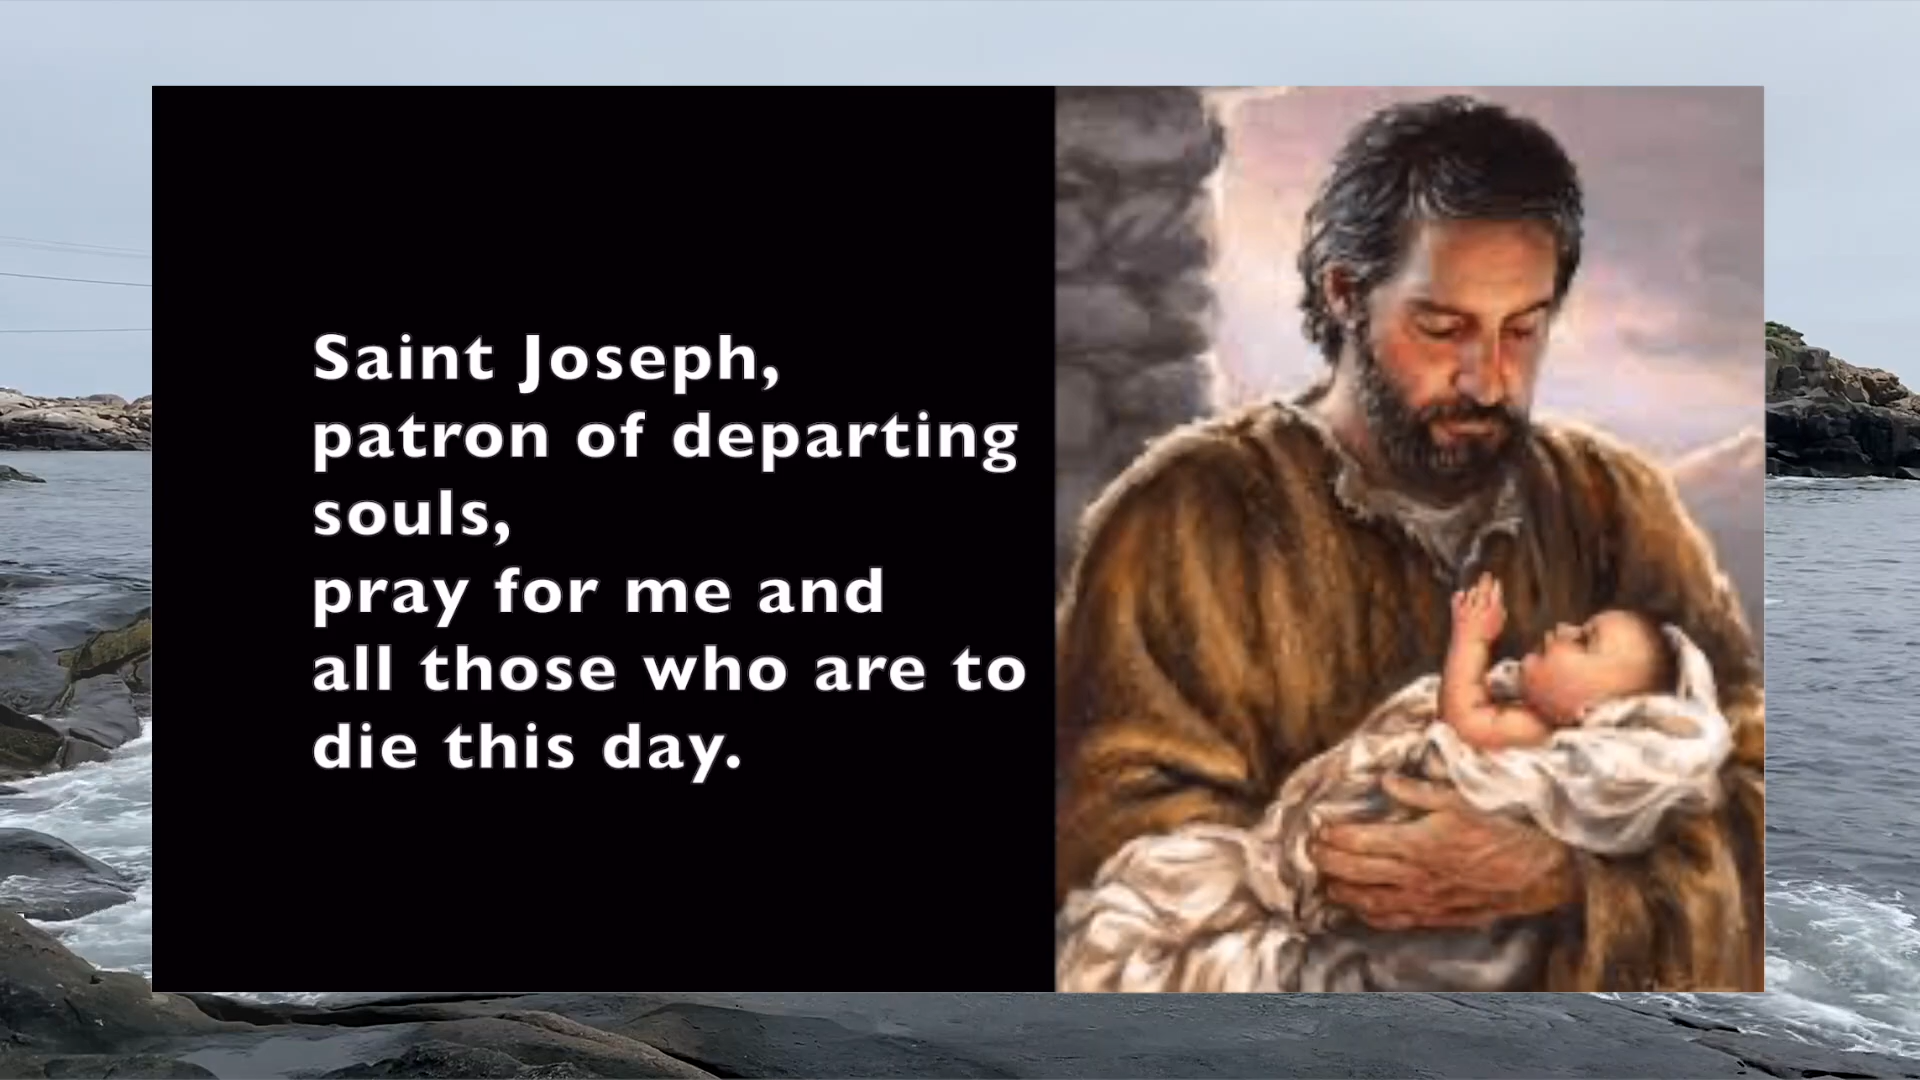 Saint Joseph,
patron of departing
souls,
pray for me and
all those who are to
die this day.